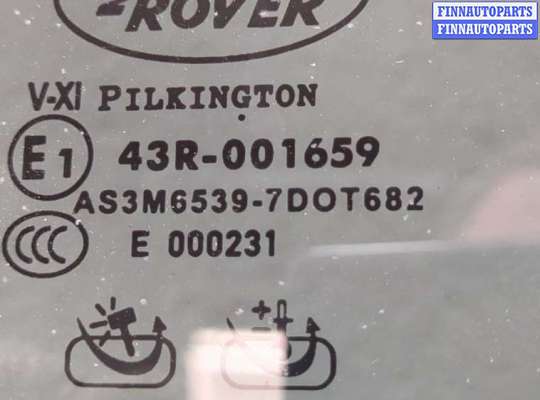 FINNAUTOPARTS
FINNAUTOPARTS
ROVER
V-XI PILKINGTON
E1 43R-001659
AS3M6539-7DOT682
CCC E 000231